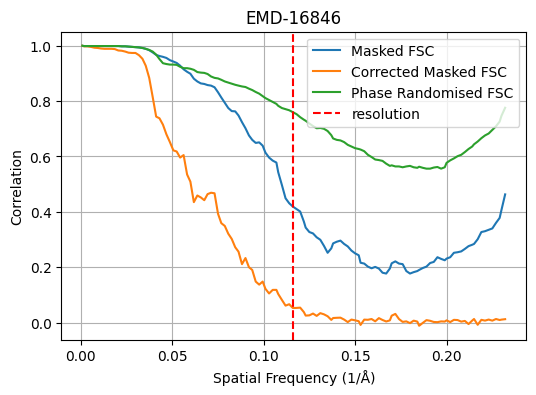 EMD-16846
Masked FSC
Corrected Masked FSC
Phase Randomised FSC
resolution
1.0
0.8
0.6
0.4
0.2
0.0
Correlation
0.00 0.05 0.10 0.15 0.20
Spatial Frequency (1/Å)